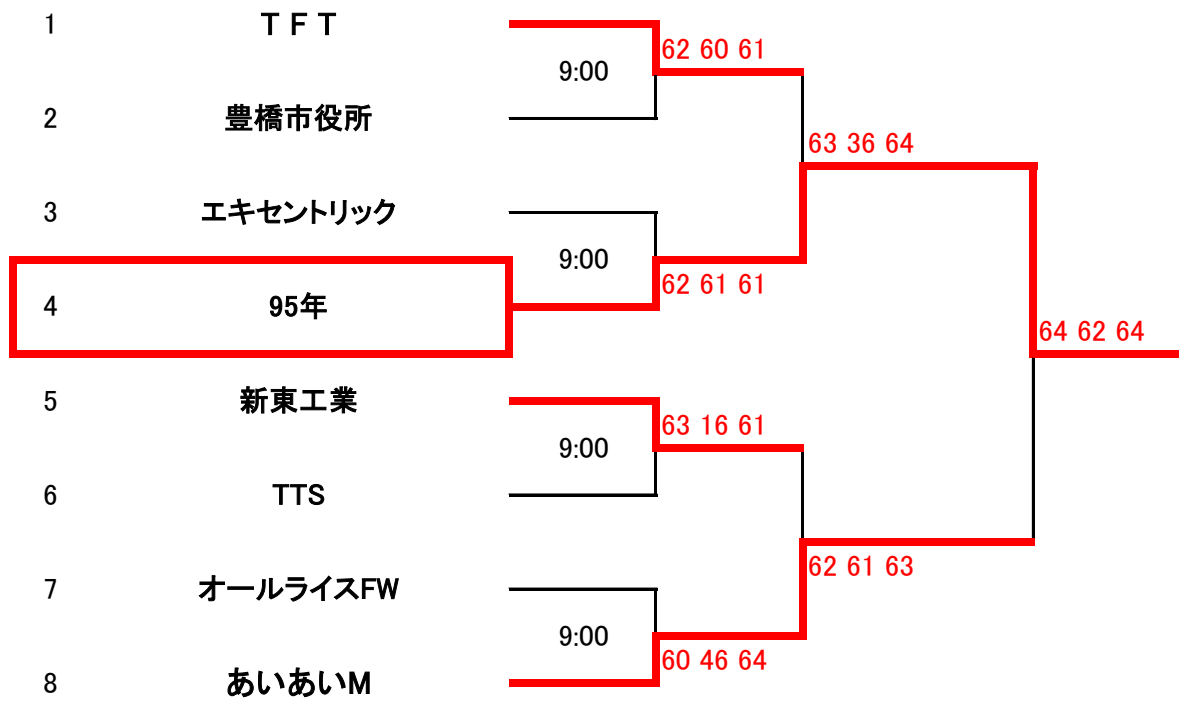 1 TFT
62 60 61
9:00
2 豊橋市役所
63 36 64
3 エキセントリック
9:00
62 61 61
4 95年
64 62 64
5 新東工業
63 16 61
9:00
6 TTS
62 61 63
7 オールライスFW
9:00
60 46 64
8 あいあいM